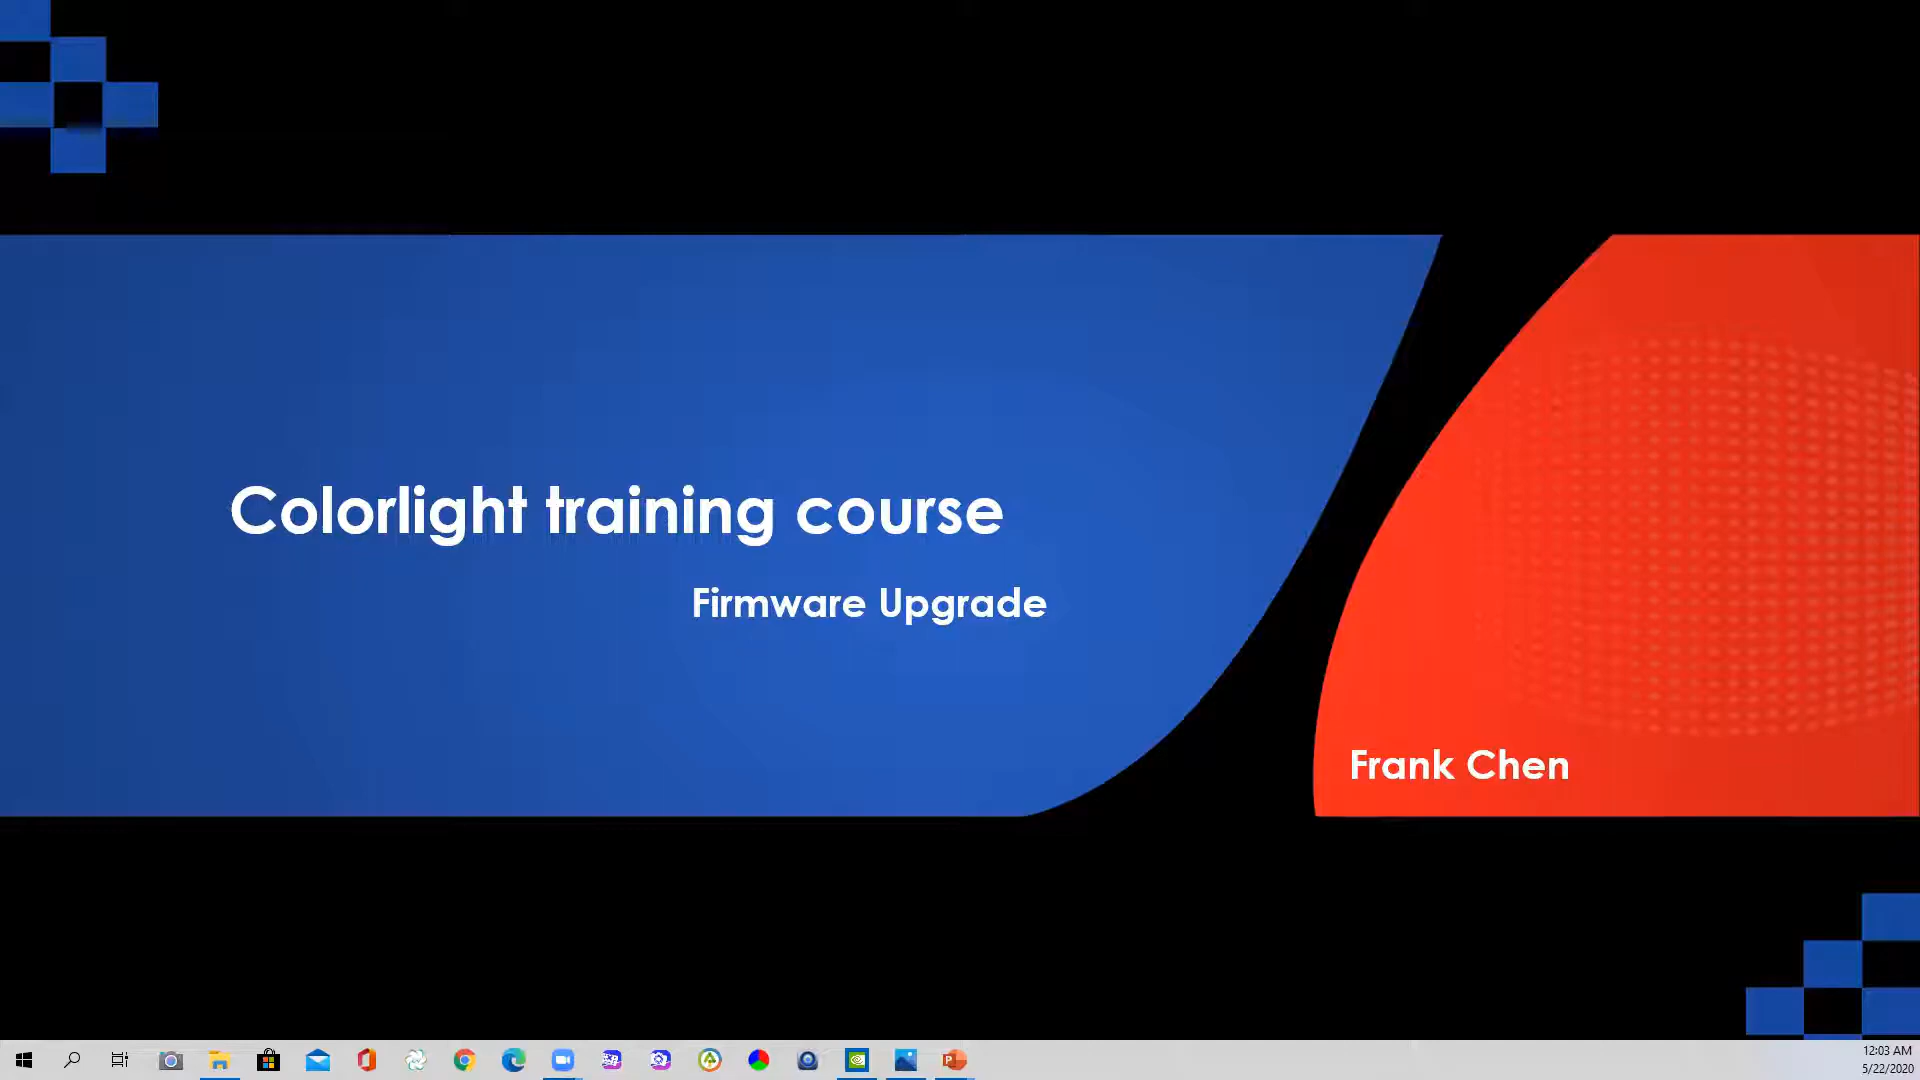 Colorlight training course
Firmware Upgrade
Frank Chen
12:03 AM
5/22/2020